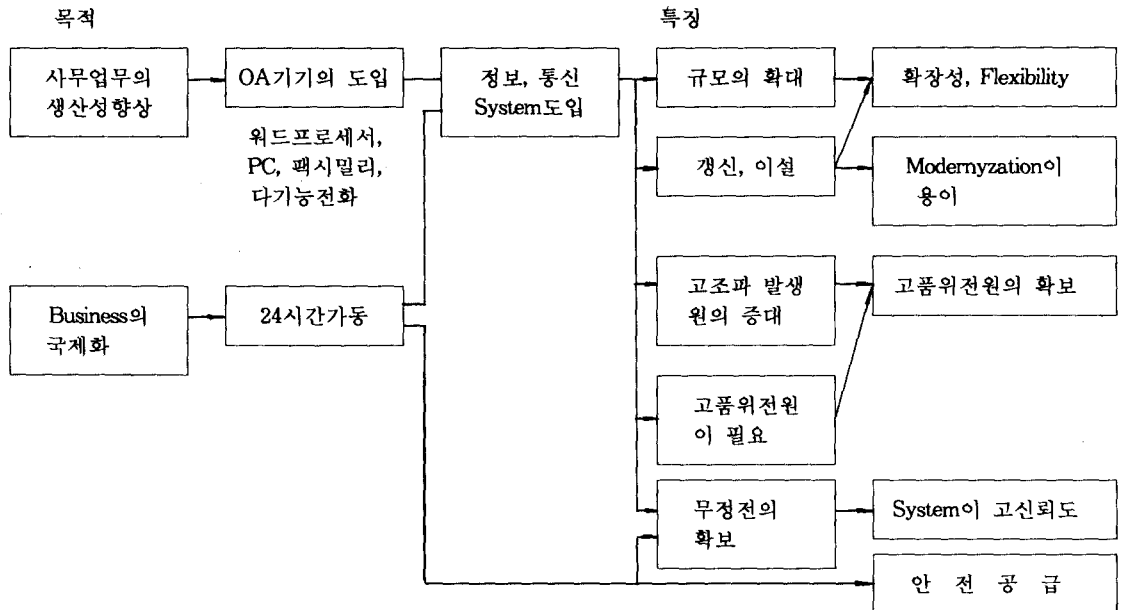 목적
특징
사무업무의
생산성향상
OA기기의 도입
워드프로세서,
PC, 팩시밀리,
다기능전화
정보, 통신
System도입
규모의 확대
확장성, Flexibility
갱신, 이설
Modernyzation이
용이
고조파 발생
원의 증대
고품위전원의 확보
Business의
국제화
24시간가동
고품위전원
이 필요
무정전의
확보
System이 고신뢰도
안 전 공 급